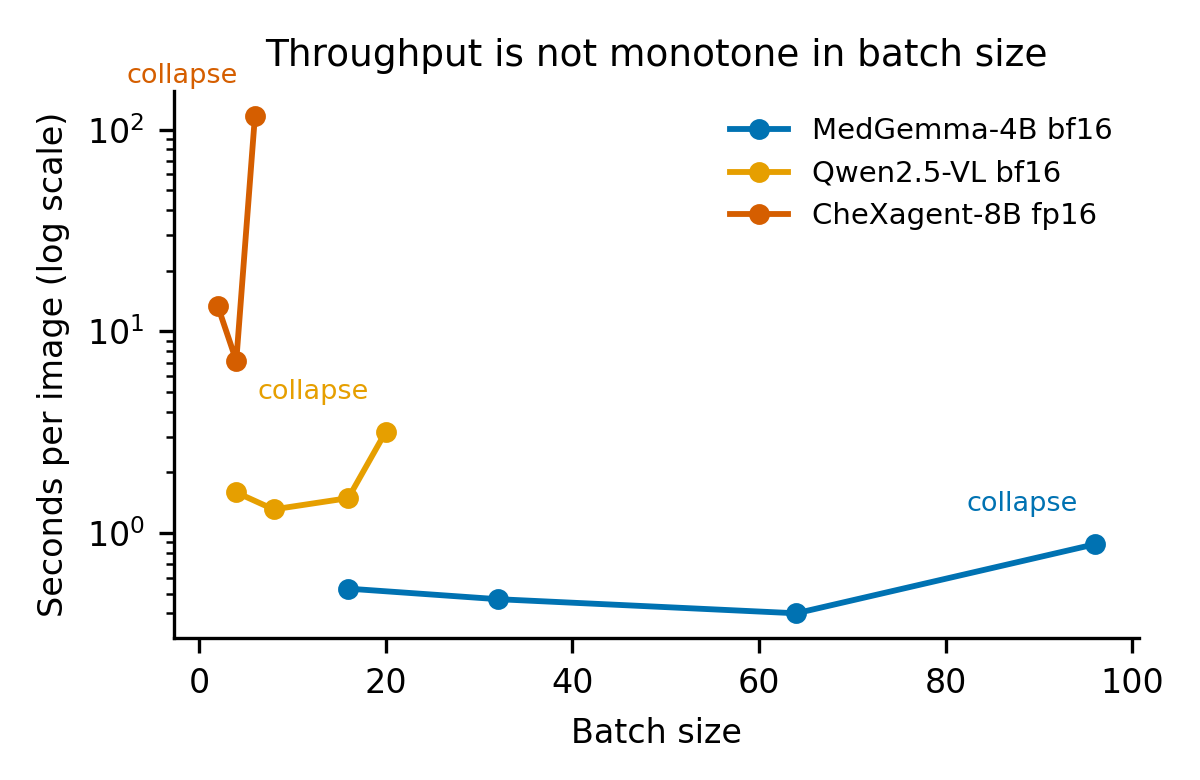 Throughput is not monotone in batch size
collapse
MedGemma-4B bf16
Qwen2.5-VL bf16
CheXagent-8B fp16
collapse
collapse
Seconds per image (log scale)
10²
10¹
10⁰
0 20 40 60 80 100
Batch size